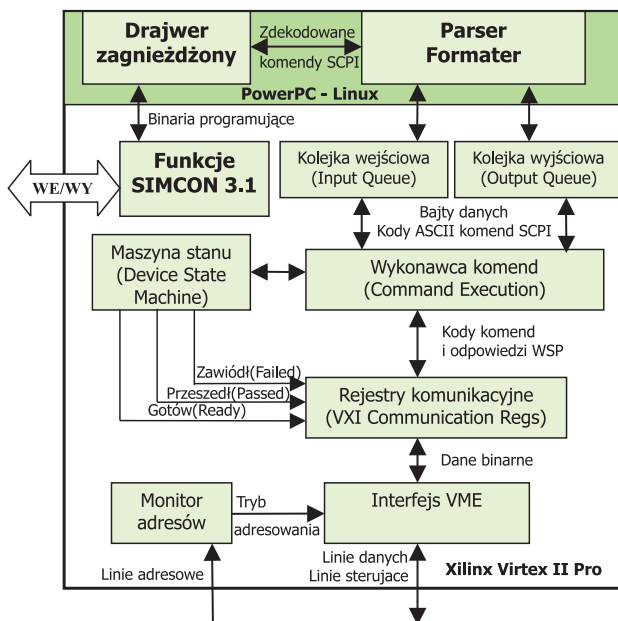 Drajwer
zagnieżdżony
Zdekodowane
komendy SCPI
Parser
Formater
PowerPC - Linux
Binaria programujące
WE/WY
Funkcje
SIMCON 3.1
Kolejka wejściowa
(Input Queue)
Kolejka wyjściowa
(Output Queue)
Bajty danych
Kody ASCII komend SCPI
Maszyna stanu
(Device State
Machine)
Wykonawca komend
(Command Execution)
Kody komend
i odpowiedzi WSP
Zawiódł(Failed)
Przeszedł(Passed)
Gotów(Ready)
Rejestry komunikacyjne
(VXI Communication Regs)
Dane binarne
Monitor
adresów
Tryb
adresowania
Interfejs VME
Linie adresowe
Linie danych
Linie sterujace
Xilinx Virtex II Pro